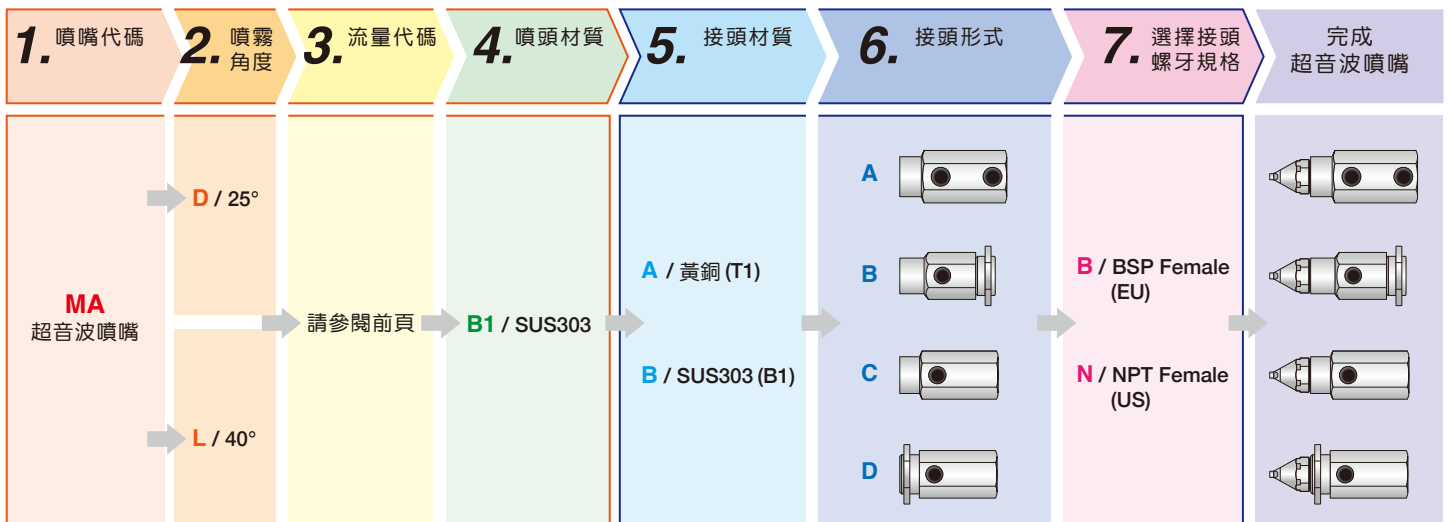 1. 噴嘴代碼
2. 噴霧
角度
3. 流量代碼
4. 噴頭材質
5. 接頭材質
6. 接頭形式
7. 選擇接頭
螺牙規格
完成
超音波噴嘴
MA
超音波噴嘴
D / 25°
L / 40°
請參閱前頁
B1 / SUS303
A / 黃銅 (T1)
B / SUS303 (B1)
A
B
C
D
B / BSP Female
(EU)
N / NPT Female
(US)